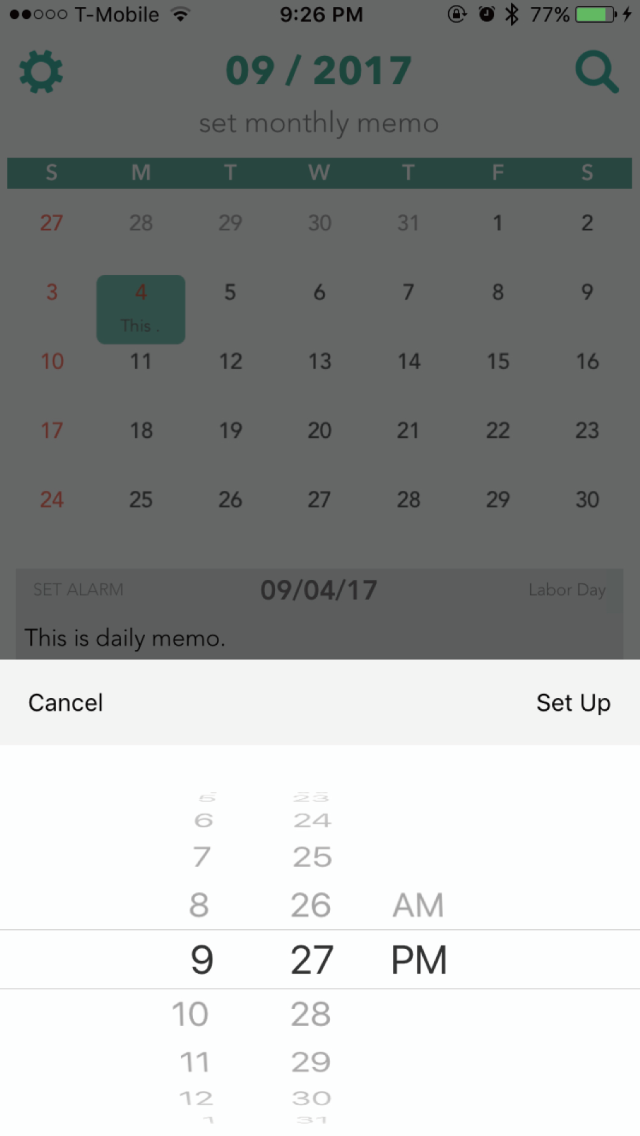 T-Mobile 9:26 PM 77%
09 / 2017
set monthly memo
S M T W T F S
27 28 29 30 31 1 2
3 4 5 6 7 8 9
This .
10 11 12 13 14 15 16
17 18 19 20 21 22 23
24 25 26 27 28 29 30
SET ALARM 09/04/17 Labor Day
This is daily memo.
Cancel Set Up
5 23
6 24
7 25
8 26 AM
9 27 PM
10 28
11 29
12 30
1 31